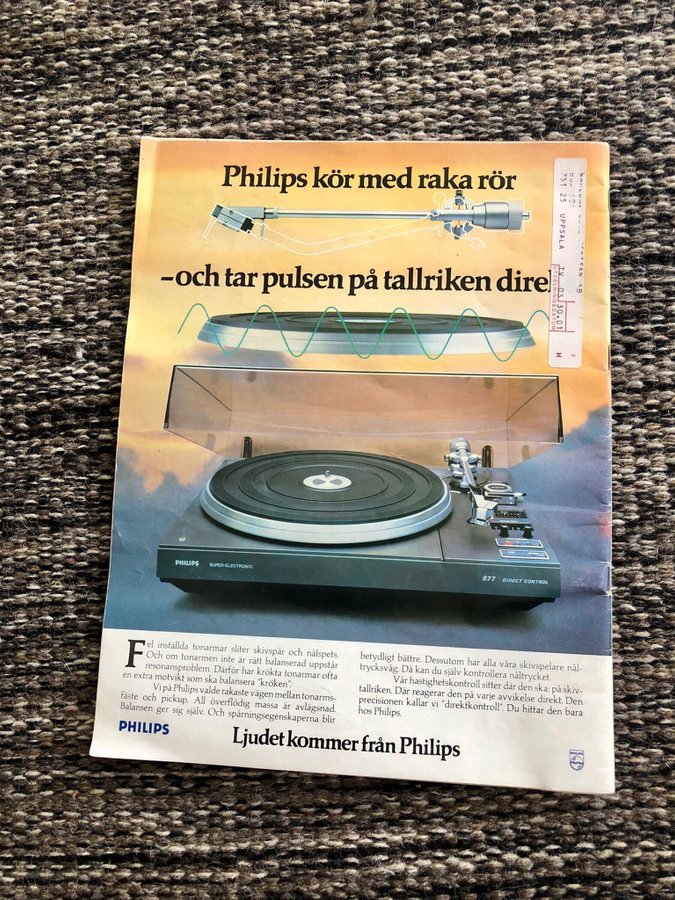 Philips kör med raka rör
751 25 UPPSALA
TV 03
30.01
H
–och tar pulsen på tallriken dire
PHILIPS SUPER-ELECTRONIC
877 DIRECT CONTROL
Fel inställda tonarmar sliter skivspår och nålspets.
Och om tonarmen inte är rätt balanserad uppstår
resonansproblem. Därför har krökta tonarmar ofta
en extra motvikt som ska balansera "kröken".
Vi på Philips valde rakaste vägen mellan tonarms-
fäste och pickup. All överflödig massa är avlägsnad.
Balansen ger sig själv. Och spårningsegenskaperna blir
betydligt bättre. Dessutom har alla våra skivspelare nål-
trycksvåg. Då kan du själv kontrollera nåltrycket.
Vår hastighetskontroll sitter där den ska: på skiv-
tallriken. Där reagerar den på varje avvikelse direkt. Den
precisionen kallar vi "direktkontroll". Du hittar den bara
hos Philips.
PHILIPS
Ljudet kommer från Philips